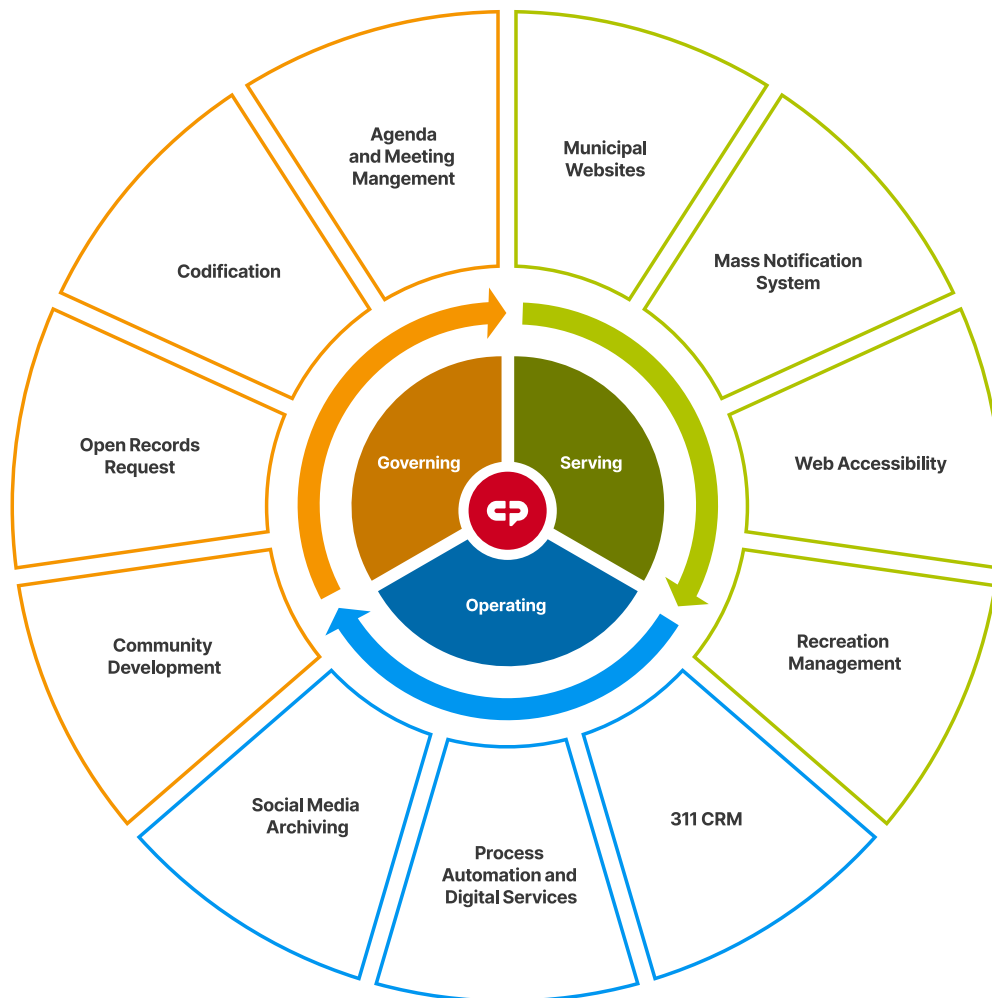 Agenda
and Meeting
Mangement
Municipal
Websites
Mass Notification
System
Web Accessibility
Recreation
Management
311 CRM
Process
Automation and
Digital Services
Social Media
Archiving
Community
Development
Open Records
Request
Codification
Governing
Serving
Operating